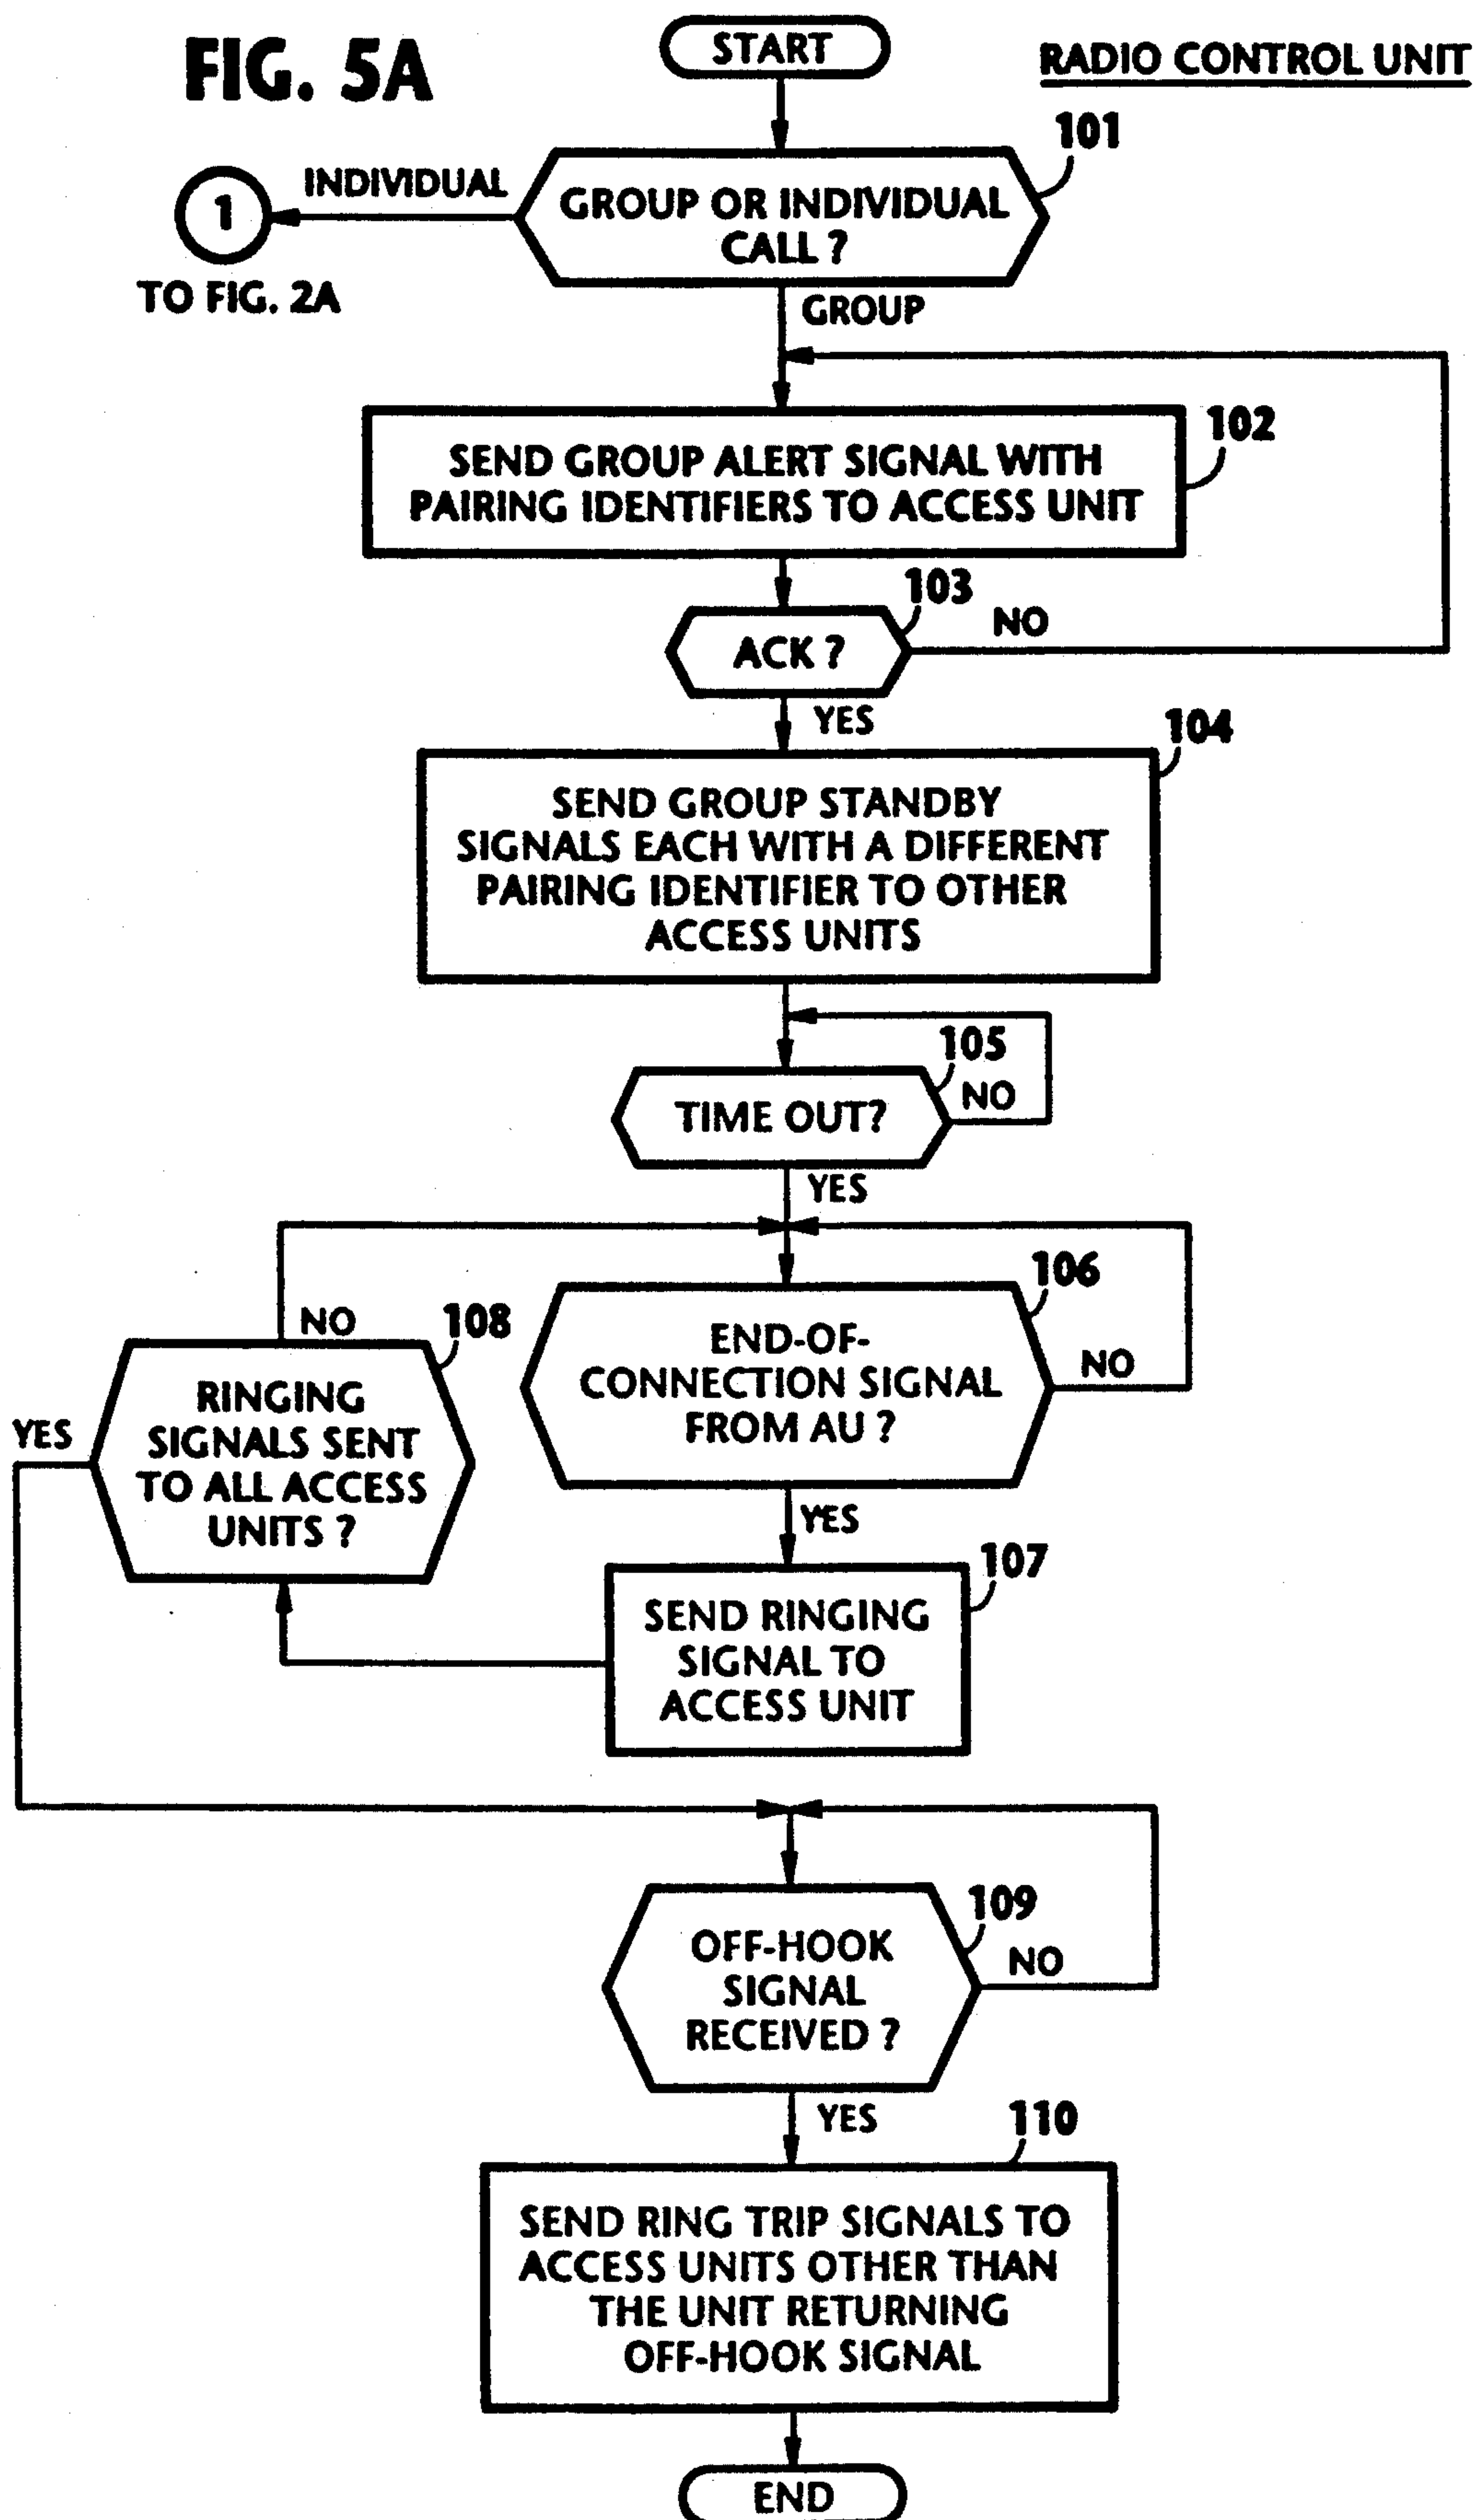 FIG. 5A
START
RADIO CONTROL UNIT
101
INDIVIDUAL
1
TO FIG. 2A
GROUP OR INDIVIDUAL
CALL ?
GROUP
102
SEND GROUP ALERT SIGNAL WITH
PAIRING IDENTIFIERS TO ACCESS UNIT
103
ACK ?
NO
YES
104
SEND GROUP STANDBY
SIGNALS EACH WITH A DIFFERENT
PAIRING IDENTIFIER TO OTHER
ACCESS UNITS
105
TIME OUT?
NO
YES
106
END-OF-
CONNECTION SIGNAL
FROM AU ?
NO
YES
107
SEND RINGING
SIGNAL TO
ACCESS UNIT
108
NO
RINGING
SIGNALS SENT
TO ALL ACCESS
UNITS ?
YES
109
OFF-HOOK
SIGNAL
RECEIVED ?
NO
YES
110
SEND RING TRIP SIGNALS TO
ACCESS UNITS OTHER THAN
THE UNIT RETURNING
OFF-HOOK SIGNAL
END